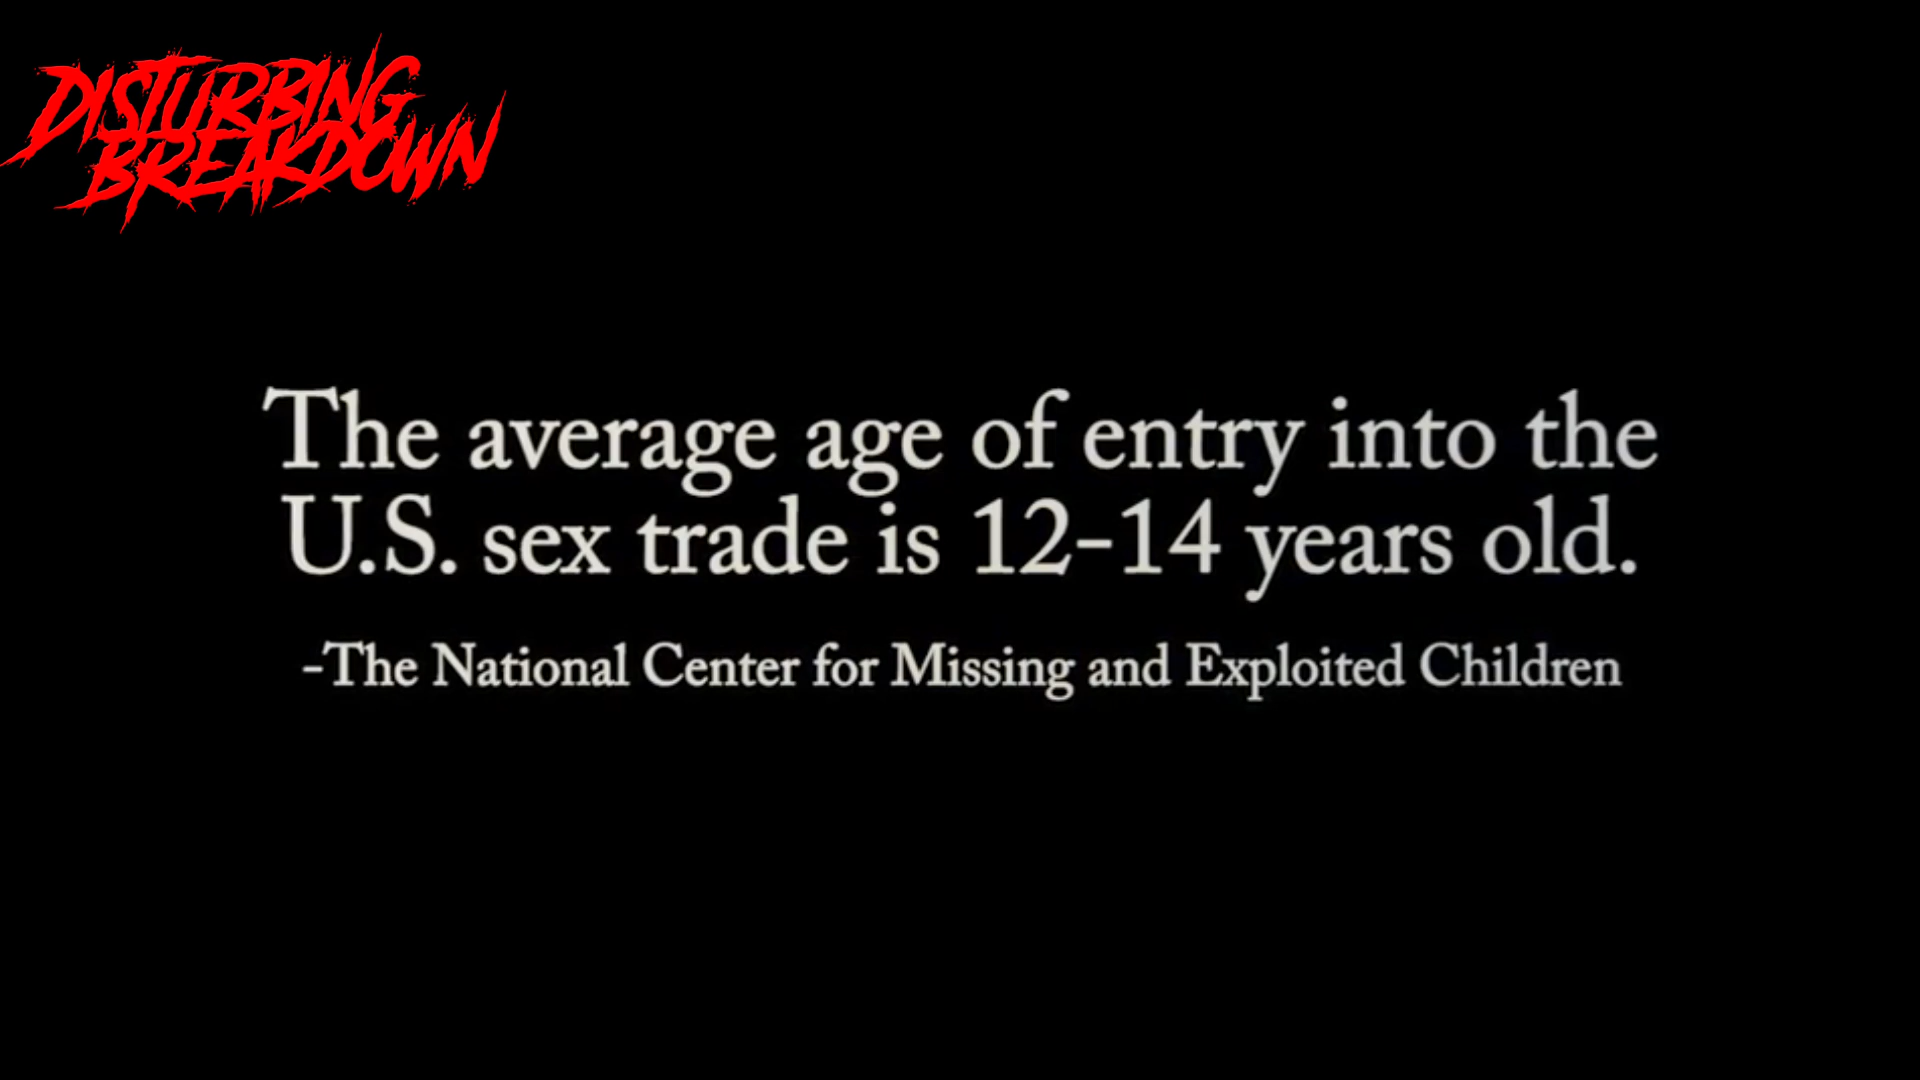 DISTURBING
BREAKDOWN
The average age of entry into the
U.S. sex trade is 12-14 years old.
-The National Center for Missing and Exploited Children